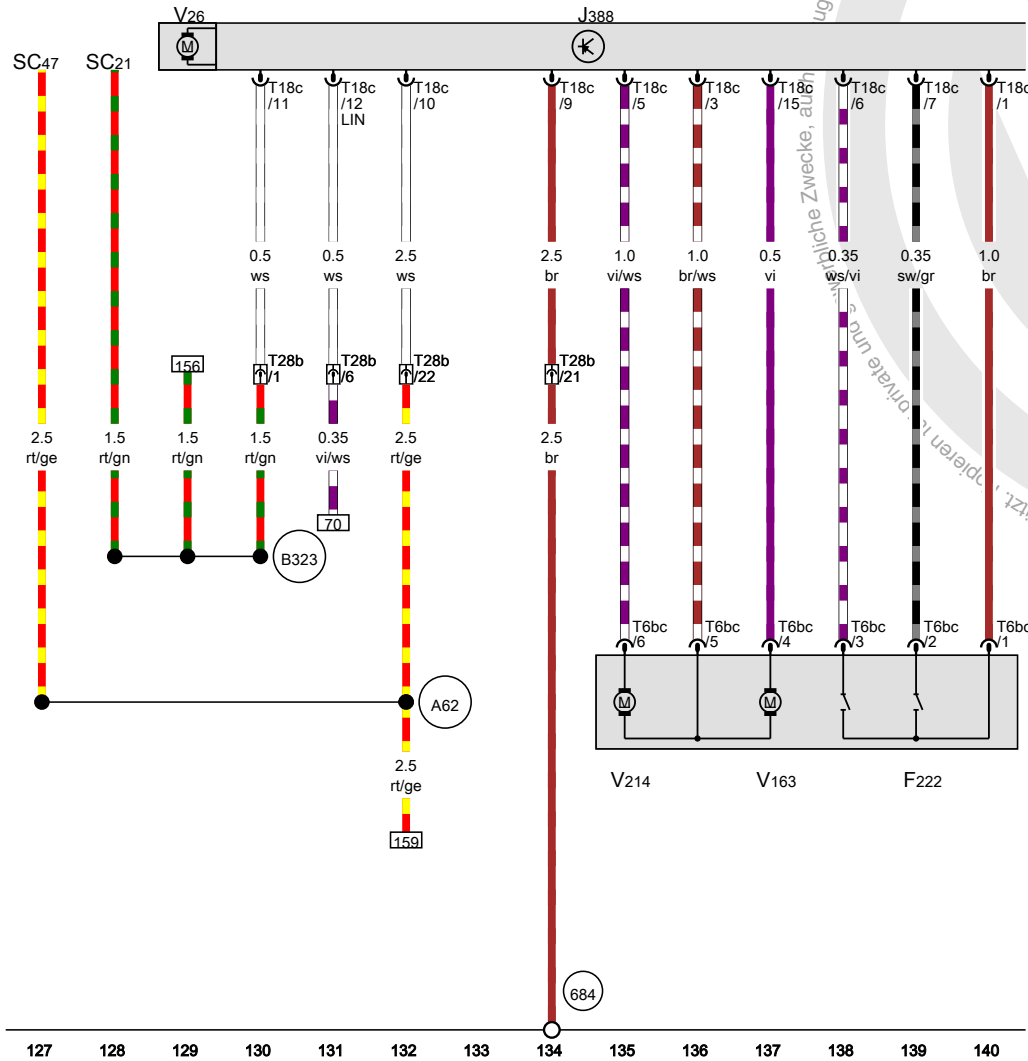 V26
J388
SC47
SC21
M
T18c
/11
T18c
/12
LIN
T18c
/10
T18c
/9
T18c
/5
T18c
/3
T18c
/15
T18c
/6
T18c
/7
T18c
/1
0.5
ws
0.5
ws
2.5
ws
2.5
br
1.0
vi/ws
1.0
br/ws
0.5
vi
0.35
ws/vi
0.35
sw/gr
1.0
br
156
T28b
/1
T28b
/6
T28b
/22
T28b
/21
2.5
rt/ge
1.5
rt/gn
1.5
rt/gn
1.5
rt/gn
0.35
vi/ws
2.5
rt/ge
2.5
br
70
B323
T6bc
/6
T6bc
/5
T6bc
/4
T6bc
/3
T6bc
/2
T6bc
/1
M
M
A62
V214
V163
F222
2.5
rt/ge
159
684
127 128 129 130 131 132 133 134 135 136 137 138 139 140